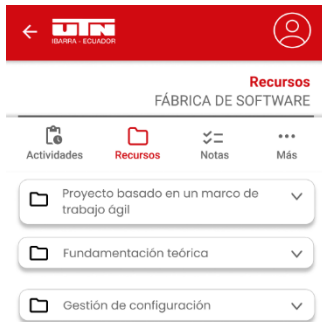 UTN
IBARRA - ECUADOR
Recursos
FÁBRICA DE SOFTWARE
Actividades Recursos Notas Más
Proyecto basado en un marco de
trabajo ágil
Fundamentación teórica
Gestión de configuración